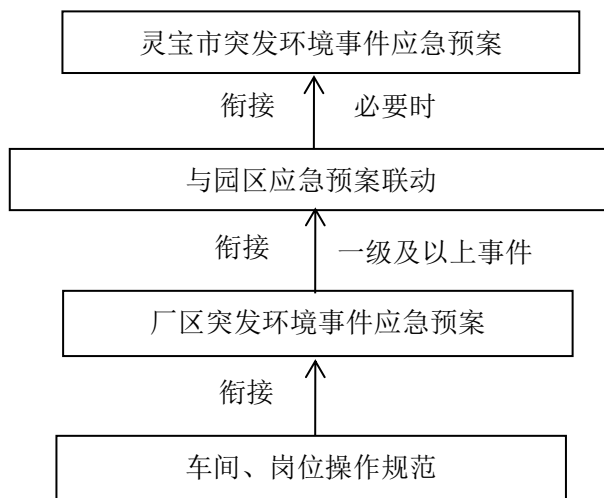 灵宝市突发环境事件应急预案
衔接 必要时
与园区应急预案联动
衔接 一级及以上事件
厂区突发环境事件应急预案
衔接
车间、岗位操作规范